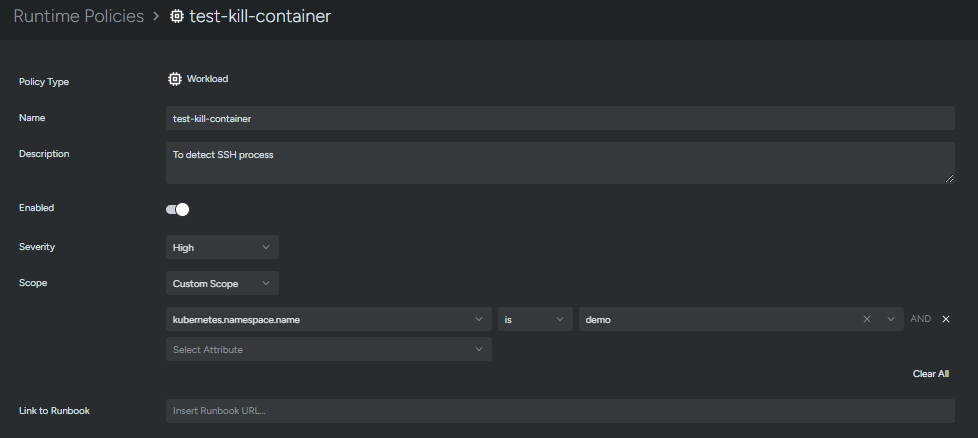 Runtime Policies > test-kill-container
Policy Type Workload
Name test-kill-container
Description To detect SSH process
Enabled
Severity High
Scope Custom Scope
kubernetes.namespace.name is demo AND
Select Attribute
Clear All
Link to Runbook Insert Runbook URL...